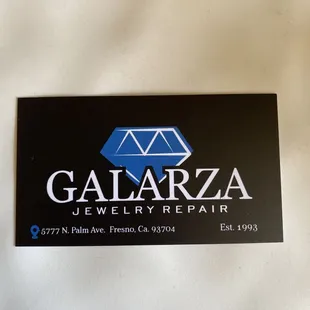 GALARZA
JEWELRY REPAIR
5777 N. Palm Ave. Fresno, Ca. 93704 Est. 1993